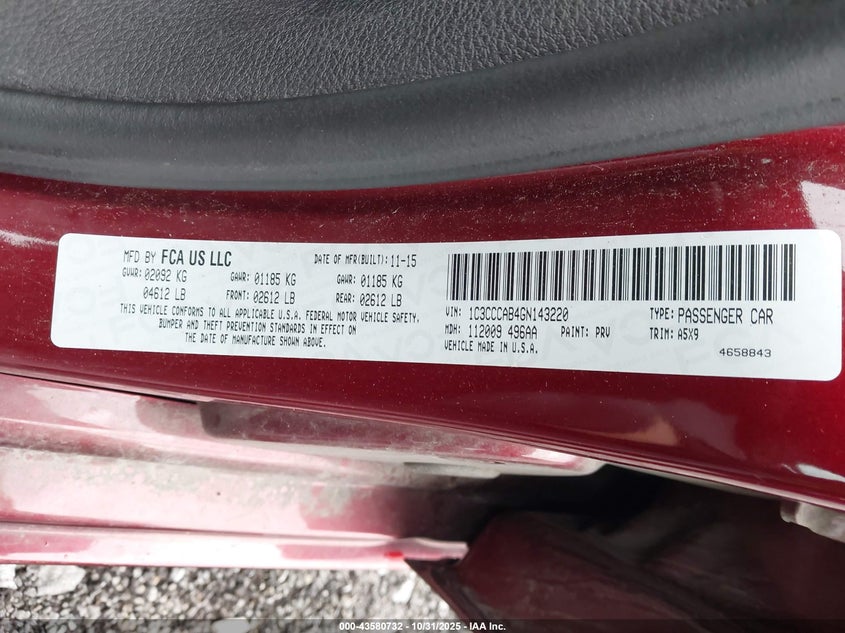 MFD BY FCA US LLC
DATE OF MFR(BUILT): 11-15
GVWR: 02092 KG
GAWR: 01185 KG
GAWR: 01185 KG
04612 LB
FRONT: 02612 LB
REAR: 02612 LB
THIS VEHICLE CONFORMS TO ALL APPLICABLE U.S.A. FEDERAL MOTOR VEHICLE SAFETY,
BUMPER AND THEFT PREVENTION STANDARDS IN EFFECT ON
THE DATE OF MANUFACTURE SHOWN ABOVE.
VIN: 1C3CCCAB4GN143220
TYPE: PASSENGER CAR
MDH: 112009 496AA
PAINT: PRV
TRIM: A5X9
VEHICLE MADE IN U.S.A.
4658843
000-43580732 - 10/31/2025 - IAA Inc.